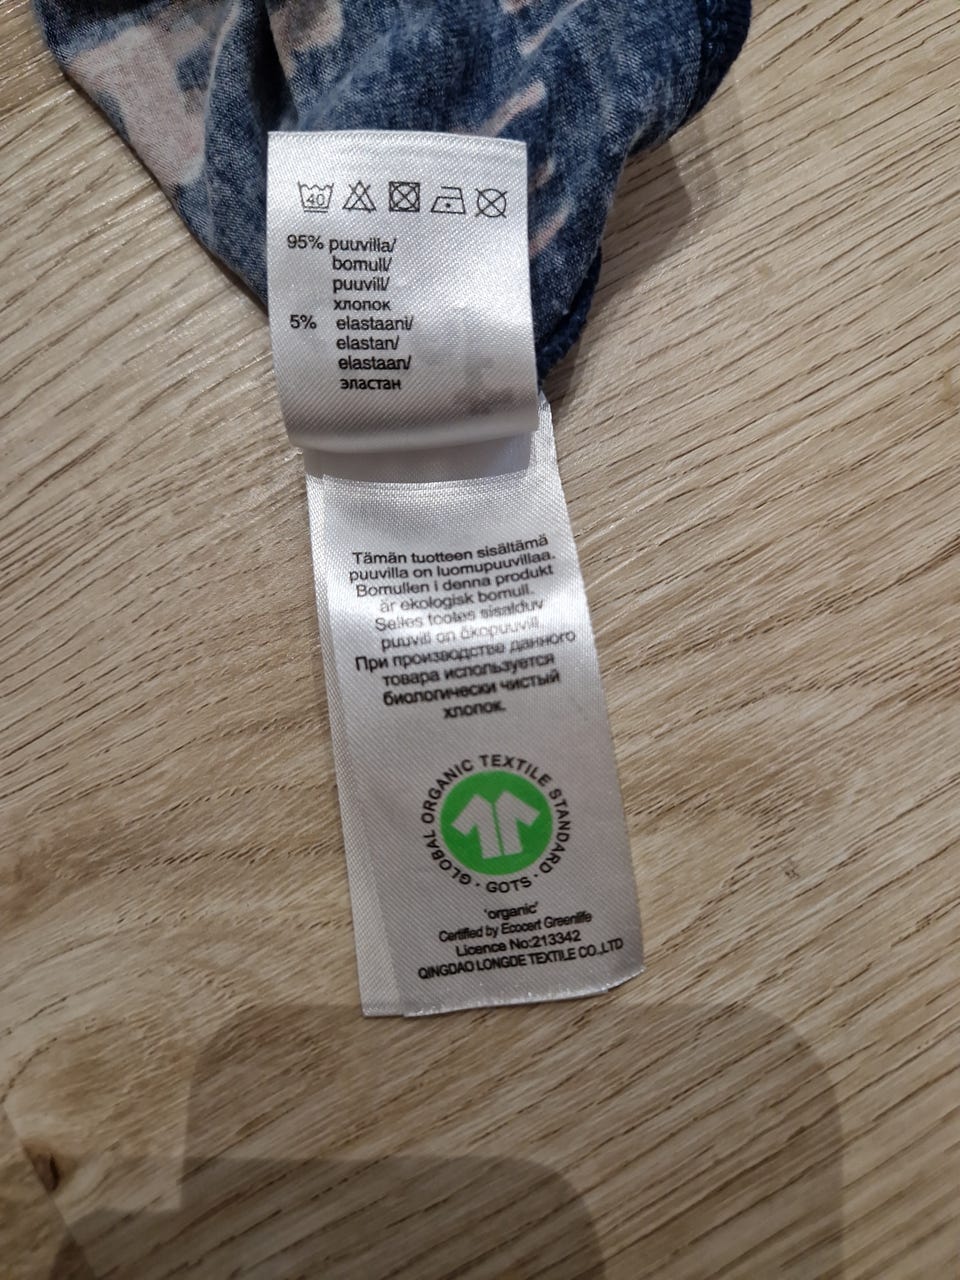 40
95% puuvilla/
bomull/
puuvill/
хлопок
5% elastaani/
elastan/
elastaan/
эластан
Tämän tuotteen sisältämä
puuvilla on luomupuuvillaa.
Bomullen i denna produkt
är ekologisk bomull.
Selles tootes sisalduv
puuvill on ökopuuvill.
При производстве данного
товара используется
биологически чистый
хлопок.
GLOBAL ORGANIC TEXTILE STANDARD · GOTS ·
'organic'
Certified by Ecocert Greenlife
Licence No:213342
QINGDAO LONGDE TEXTILE CO.,LTD